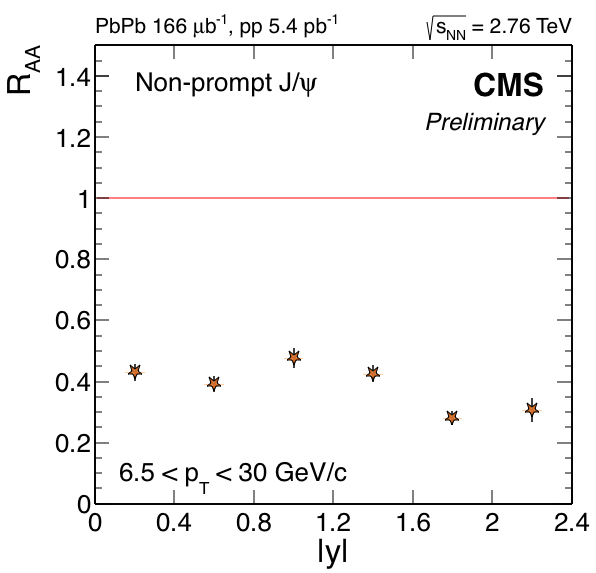 PbPb 166 μb⁻¹, pp 5.4 pb⁻¹
√sNN = 2.76 TeV
RAA
Non-prompt J/ψ
CMS
Preliminary
1.4
1.2
1
0.8
0.6
0.4
0.2
0
6.5 < pT < 30 GeV/c
0 0.4 0.8 1.2 1.6 2 2.4
|y|